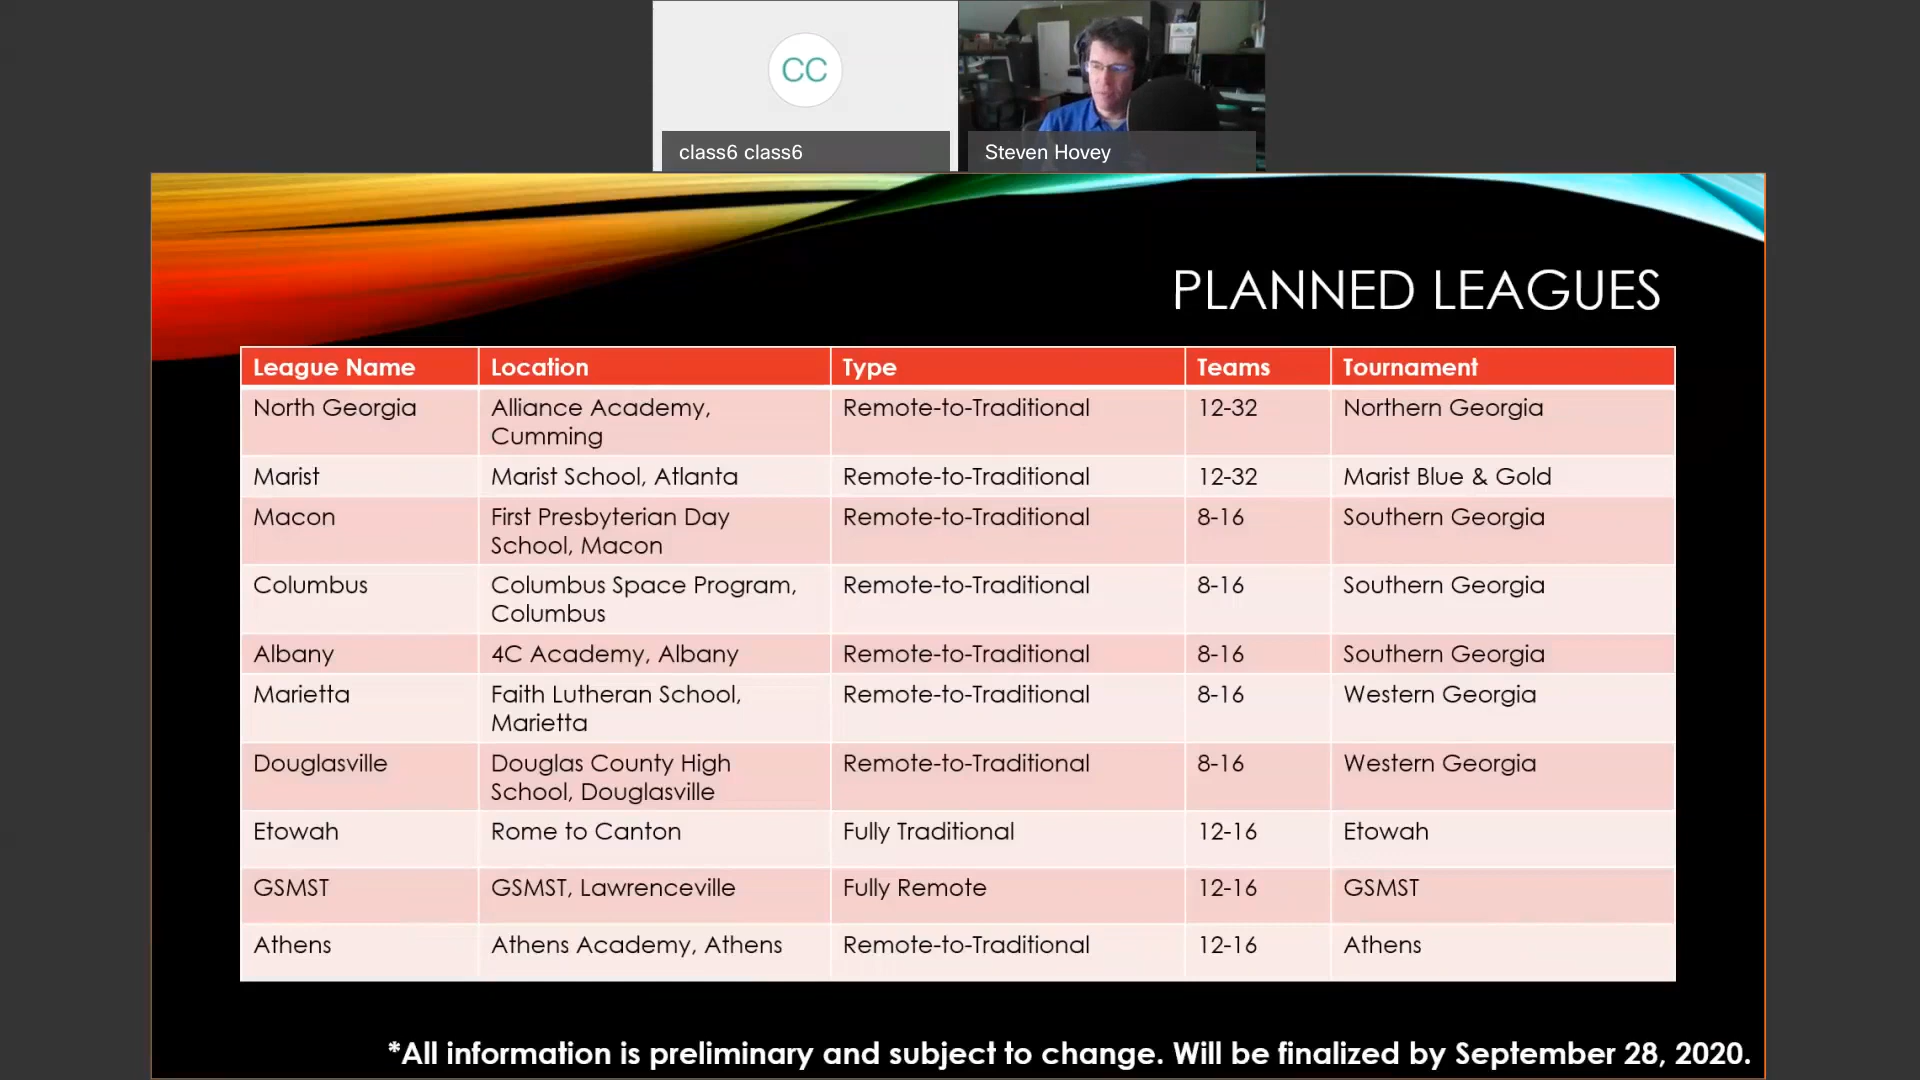 CC
class6 class6
Steven Hovey
PLANNED LEAGUES
League Name Location Type Teams Tournament
North Georgia Alliance Academy, Remote-to-Traditional 12-32 Northern Georgia
Cumming
Marist Marist School, Atlanta Remote-to-Traditional 12-32 Marist Blue & Gold
Macon First Presbyterian Day Remote-to-Traditional 8-16 Southern Georgia
School, Macon
Columbus Columbus Space Program, Remote-to-Traditional 8-16 Southern Georgia
Columbus
Albany 4C Academy, Albany Remote-to-Traditional 8-16 Southern Georgia
Marietta Faith Lutheran School, Remote-to-Traditional 8-16 Western Georgia
Marietta
Douglasville Douglas County High Remote-to-Traditional 8-16 Western Georgia
School, Douglasville
Etowah Rome to Canton Fully Traditional 12-16 Etowah
GSMST GSMST, Lawrenceville Fully Remote 12-16 GSMST
Athens Athens Academy, Athens Remote-to-Traditional 12-16 Athens
*All information is preliminary and subject to change. Will be finalized by September 28, 2020.